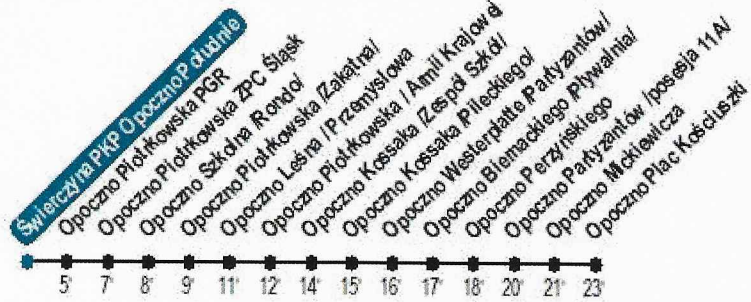 Świerczyna PKP Opoczno Południe
Opoczno Piotrkowska PGR
Opoczno Piotrkowska ZPC Śląsk
Opoczno Szkolna /Rondo/
Opoczno Piotrkowska /Zakątna/
Opoczno Leśna / Przemysłowa
Opoczno Piotrkowska / Armii Krajowej
Opoczno Kossaka /Zespół Szkół/
Opoczno Kossaka /Pileckiego/
Opoczno Westerplatte /Partyzantów/
Opoczno Biernackiego /Pływalnia/
Opoczno Perzyńskiego
Opoczno Partyzantów /posesja 11A/
Opoczno Mickiewicza
Opoczno Plac Kościuszki
5' 7' 8' 9' 11' 12' 14' 15' 16' 17' 18' 20' 21' 23'